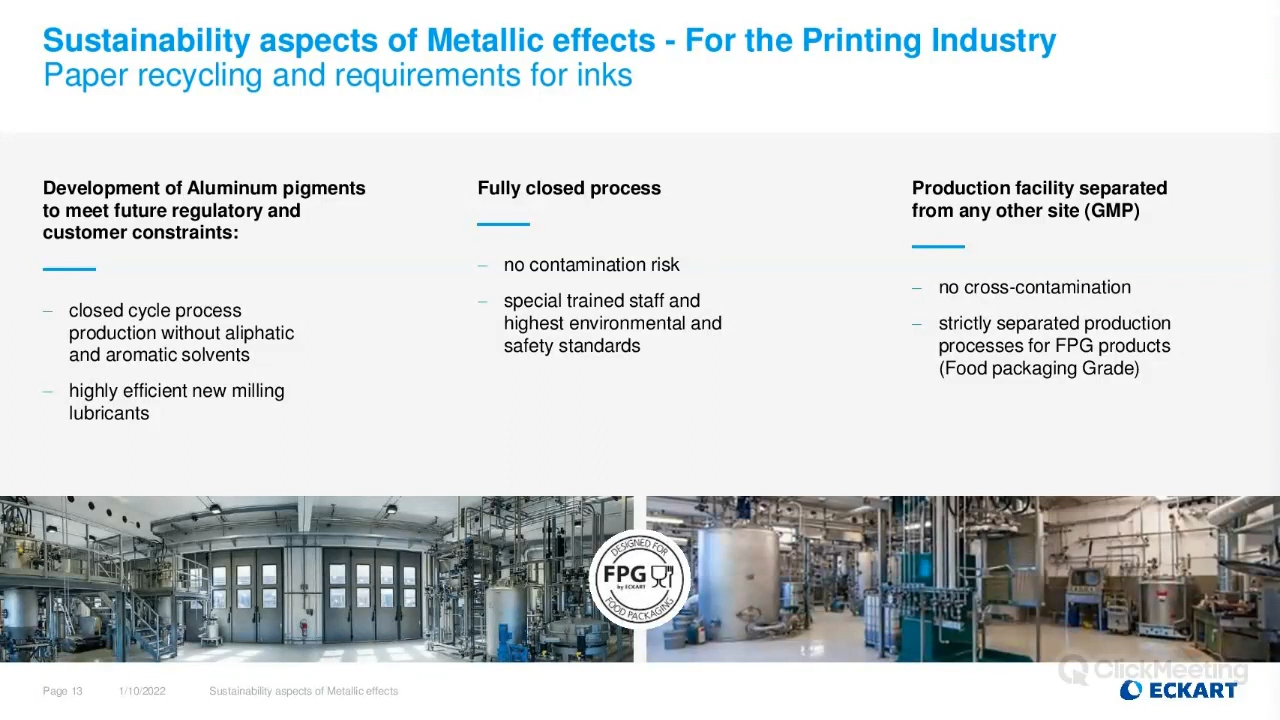 Sustainability aspects of Metallic effects - For the Printing Industry
Paper recycling and requirements for inks
Development of Aluminum pigments
to meet future regulatory and
customer constraints:
– closed cycle process
production without aliphatic
and aromatic solvents
– highly efficient new milling
lubricants
Fully closed process
– no contamination risk
– special trained staff and
highest environmental and
safety standards
Production facility separated
from any other site (GMP)
– no cross-contamination
– strictly separated production
processes for FPG products
(Food packaging Grade)
DESIGNED FOR
FPG
by ECKART
FOOD PACKAGING
ClickMeeting
Page 13 1/10/2022 Sustainability aspects of Metallic effects
ECKART